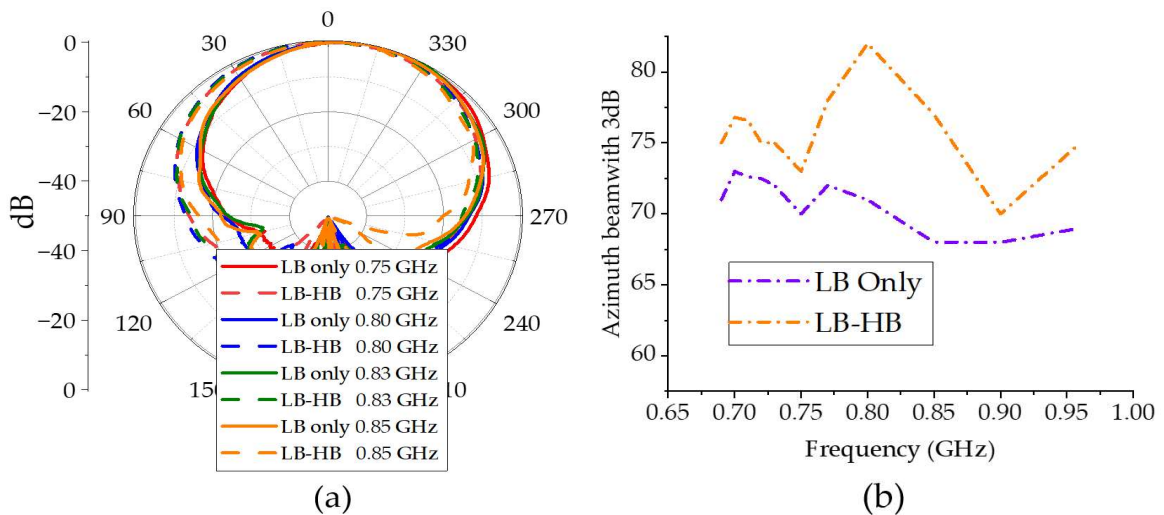 0
0
30
330
−20
60
300
−40
dB
90
270
−40
−20
120
240
0
LB only 0.75 GHz
LB-HB 0.75 GHz
LB only 0.80 GHz
LB-HB 0.80 GHz
LB only 0.83 GHz
LB-HB 0.83 GHz
LB only 0.85 GHz
LB-HB 0.85 GHz
(a)
Azimuth beamwith 3dB
80
75
70
65
60
LB Only
LB-HB
0.65 0.70 0.75 0.80 0.85 0.90 0.95 1.00
Frequency (GHz)
(b)